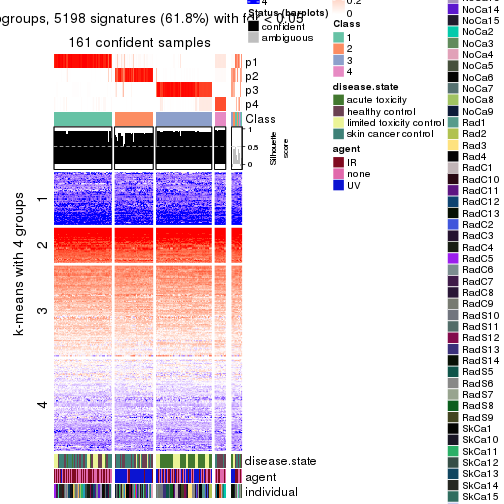 ogroups, 5198 signatures (61.8%) with fdr < 0.05
161 confident samples
p1
p2
p3
p4
Class
1
0.5
0
Silhouette
score
1
2
3
4
k-means with 4 groups
disease.state
agent
individual
4
Status (barplots)
confident
ambiguous
0.2
0
Class
1
2
3
4
disease.state
acute toxicity
healthy control
limited toxicity control
skin cancer control
agent
IR
none
UV
NoCa14
NoCa15
NoCa2
NoCa3
NoCa4
NoCa5
NoCa6
NoCa7
NoCa8
NoCa9
Rad1
Rad2
Rad3
Rad4
RadC1
RadC10
RadC11
RadC12
RadC13
RadC2
RadC3
RadC4
RadC5
RadC6
RadC7
RadC8
RadC9
RadS10
RadS11
RadS12
RadS13
RadS14
RadS5
RadS6
RadS7
RadS8
RadS9
SkCa1
SkCa10
SkCa11
SkCa12
SkCa13
SkCa14